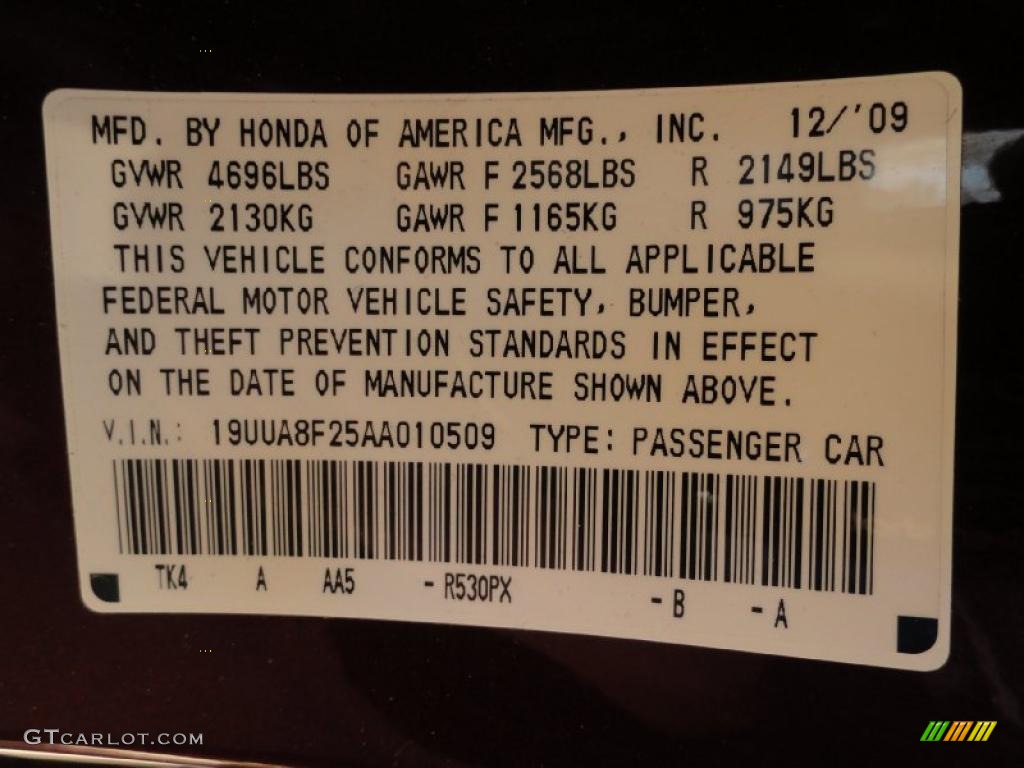 MFD. BY HONDA OF AMERICA MFG., INC. 12/'09
GVWR 4696LBS GAWR F 2568LBS R 2149LBS
GVWR 2130KG GAWR F 1165KG R 975KG
THIS VEHICLE CONFORMS TO ALL APPLICABLE
FEDERAL MOTOR VEHICLE SAFETY, BUMPER,
AND THEFT PREVENTION STANDARDS IN EFFECT
ON THE DATE OF MANUFACTURE SHOWN ABOVE.
V.I.N.: 19UUA8F25AA010509 TYPE: PASSENGER CAR
TK4 A AA5 - R530PX - B - A
GTCARLOT.COM